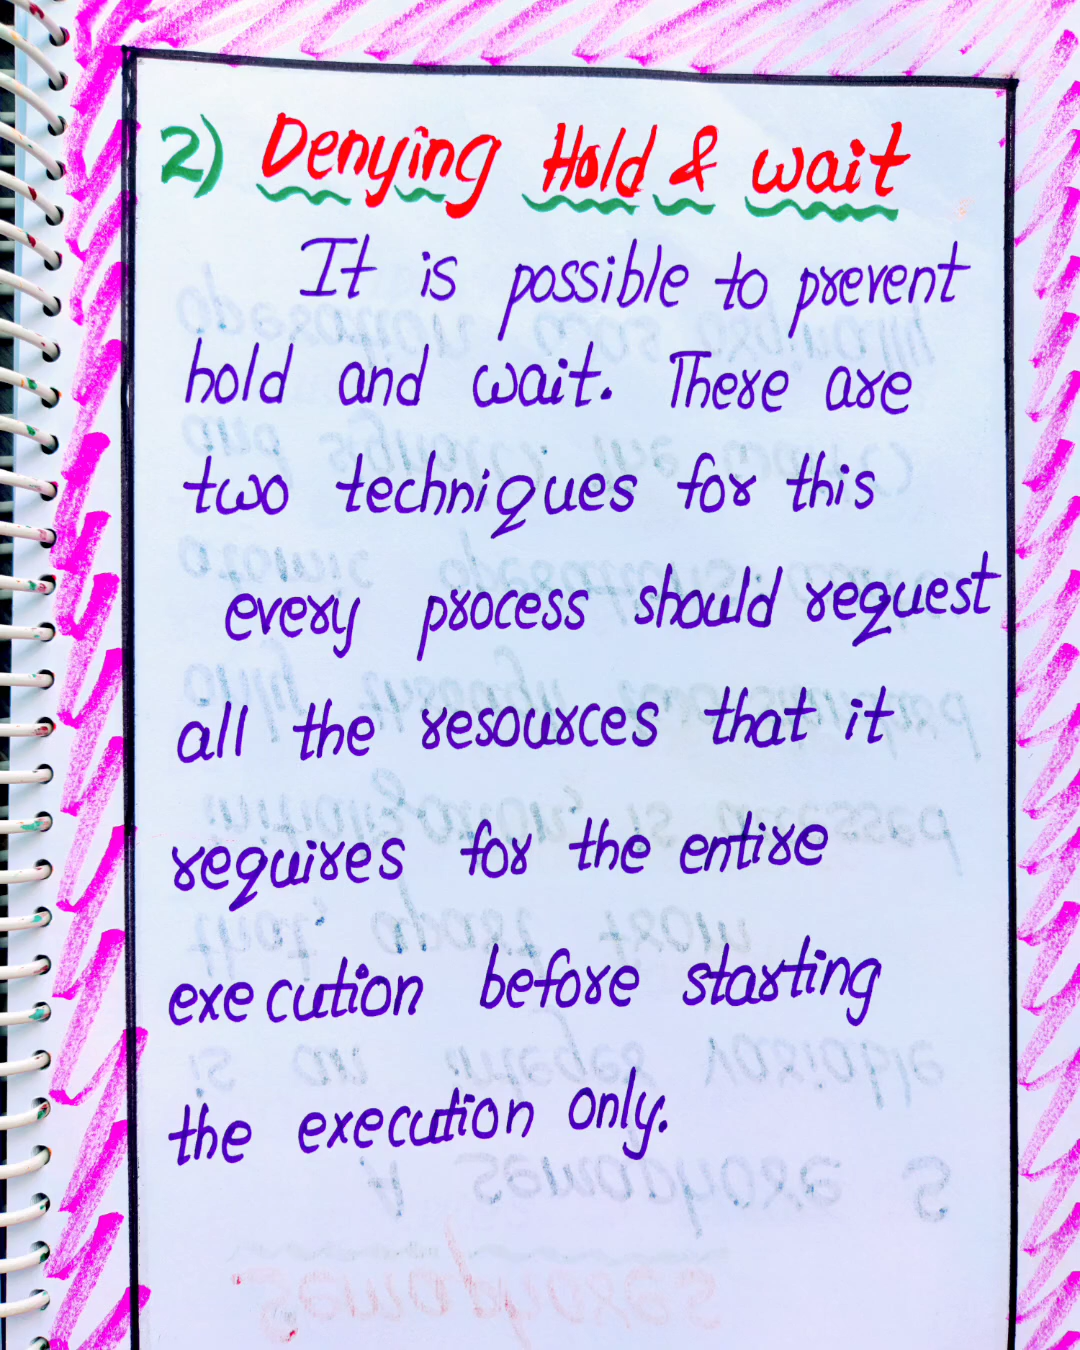 2) Denying Hold & wait
It is possible to prevent
hold and wait. There are
two techniques for this
every process should request
all the resources that it
requires for the entire
execution before starting
the execution only.